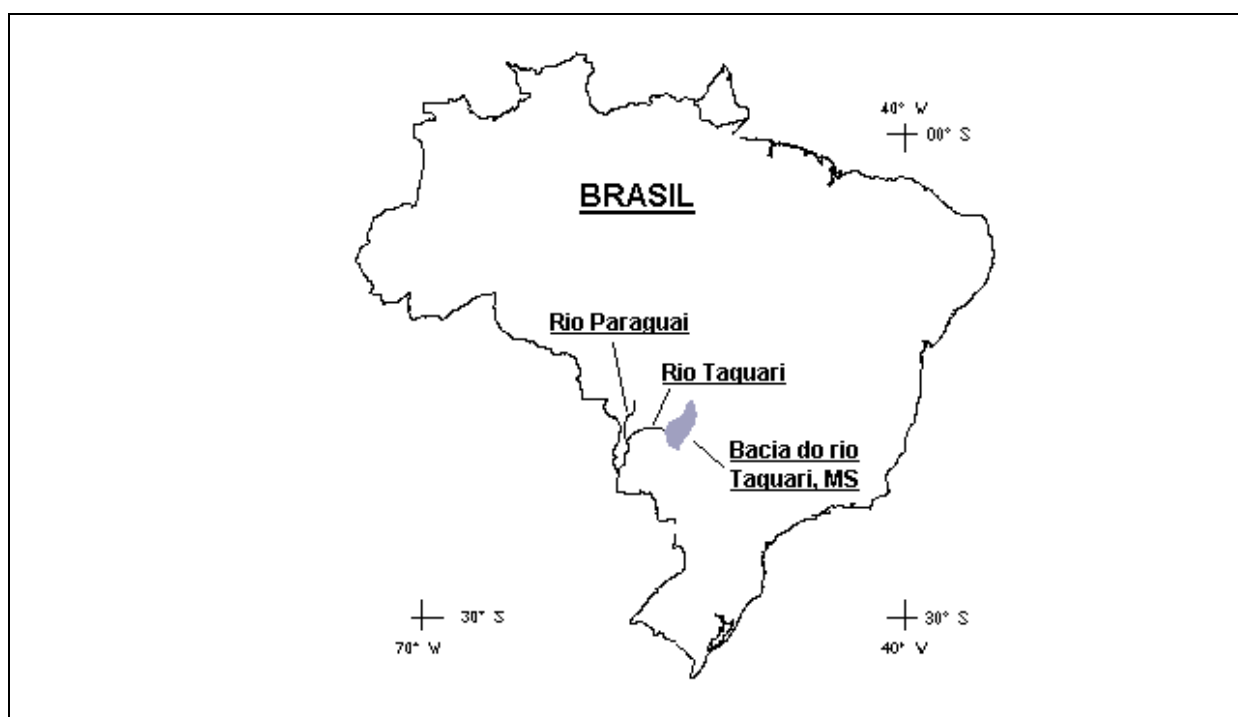 40° W
00° S
BRASIL
Rio Paraguai
Rio Taquari
Bacia do rio
Taquari, MS
30° S
70° W
30° S
40° W